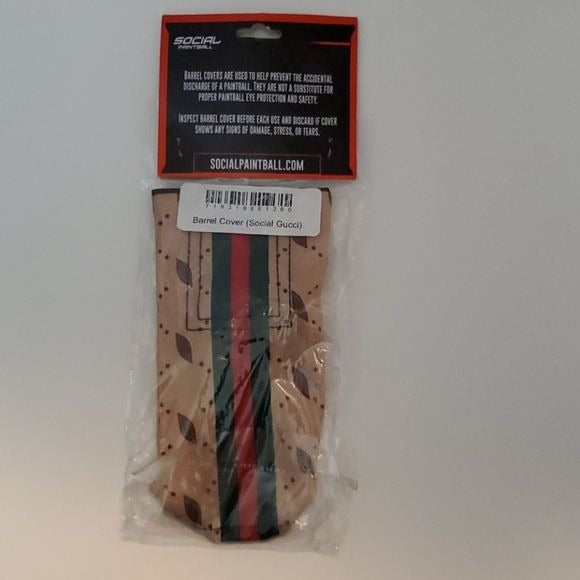 SOCIAL
PAINTBALL
BARREL COVERS ARE USED TO HELP PREVENT THE ACCIDENTAL
DISCHARGE OF A PAINTBALL. THEY ARE NOT A SUBSTITUTE FOR
PROPER PAINTBALL EYE PROTECTION AND SAFETY.
INSPECT BARREL COVER BEFORE EACH USE AND DISCARD IF COVER
SHOWS ANY SIGNS OF DAMAGE, STRESS, OR TEARS.
SOCIALPAINTBALL.COM
Barrel Cover (Social Gucci)